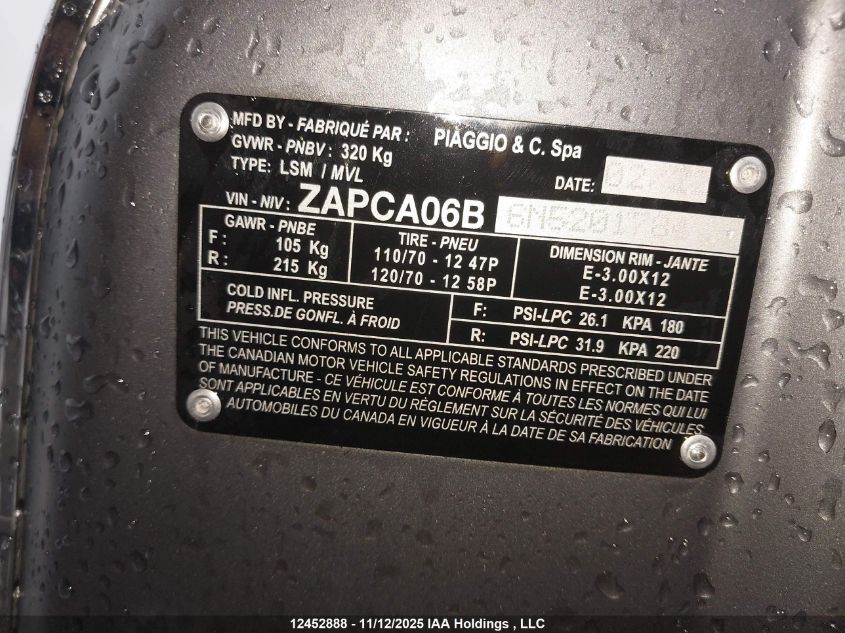 MFD BY - FABRIQUÉ PAR : PIAGGIO & C. Spa
GVWR - PNBV : 320 Kg
TYPE: LSM / MVL
DATE:
VIN - NIV : ZAPCA06B
GAWR - PNBE
F : 105 Kg
R : 215 Kg
TIRE - PNEU
110/70 - 12 47P
120/70 - 12 58P
DIMENSION RIM - JANTE
E-3.00X12
E-3.00X12
COLD INFL. PRESSURE
PRESS.DE GONFL. À FROID
F: PSI-LPC 26.1 KPA 180
R: PSI-LPC 31.9 KPA 220
THIS VEHICLE CONFORMS TO ALL APPLICABLE STANDARDS PRESCRIBED UNDER
THE CANADIAN MOTOR VEHICLE SAFETY REGULATIONS IN EFFECT ON THE DATE
OF MANUFACTURE - CE VÉHICULE EST CONFORME À TOUTES LES NORMES QUI LUI
SONT APPLICABLES EN VERTU DU RÈGLEMENT SUR LA SÉCURITÉ DES VÉHICULES
AUTOMOBILES DU CANADA EN VIGUEUR À LA DATE DE SA FABRICATION
12452888 - 11/12/2025 IAA Holdings , LLC